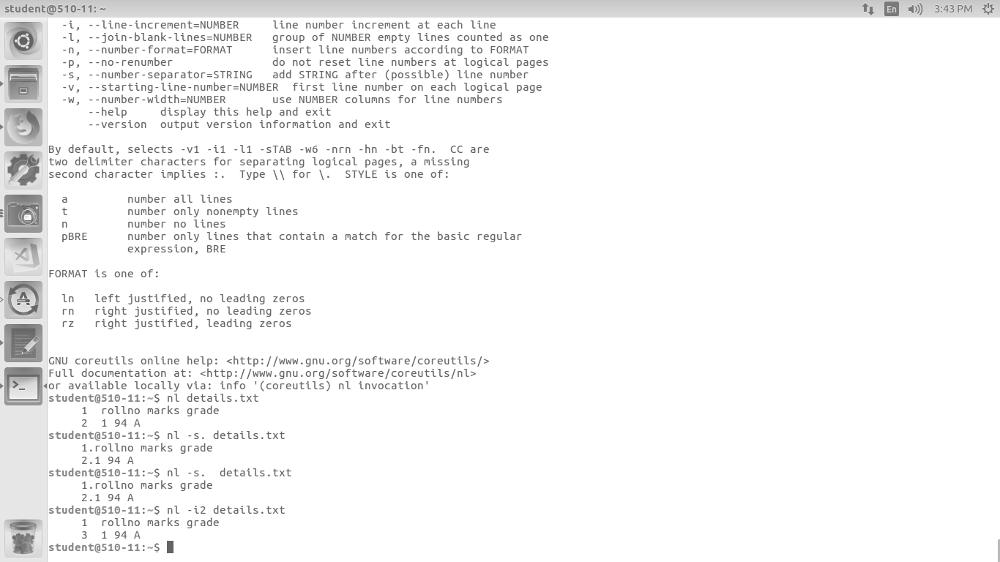 student@510-11: ~
En
3:43 PM
  -i, --line-increment=NUMBER     line number increment at each line
  -l, --join-blank-lines=NUMBER   group of NUMBER empty lines counted as one
  -n, --number-format=FORMAT      insert line numbers according to FORMAT
  -p, --no-renumber               do not reset line numbers at logical pages
  -s, --number-separator=STRING   add STRING after (possible) line number
  -v, --starting-line-number=NUMBER  first line number on each logical page
  -w, --number-width=NUMBER       use NUMBER columns for line numbers
      --help     display this help and exit
      --version  output version information and exit

By default, selects -v1 -i1 -l1 -sTAB -w6 -nrn -hn -bt -fn.  CC are
two delimiter characters for separating logical pages, a missing
second character implies :.  Type \\ for \.  STYLE is one of:

  a         number all lines
  t         number only nonempty lines
  n         number no lines
  pBRE      number only lines that contain a match for the basic regular
            expression, BRE

FORMAT is one of:

  ln   left justified, no leading zeros
  rn   right justified, no leading zeros
  rz   right justified, leading zeros


GNU coreutils online help: <http://www.gnu.org/software/coreutils/>
Full documentation at: <http://www.gnu.org/software/coreutils/nl>
or available locally via: info '(coreutils) nl invocation'
student@510-11:~$ nl details.txt
     1  rollno marks grade
     2  1 94 A
student@510-11:~$ nl -s. details.txt
     1.rollno marks grade
     2.1 94 A
student@510-11:~$ nl -s.  details.txt
     1.rollno marks grade
     2.1 94 A
student@510-11:~$ nl -i2 details.txt
     1  rollno marks grade
     3  1 94 A
student@510-11:~$